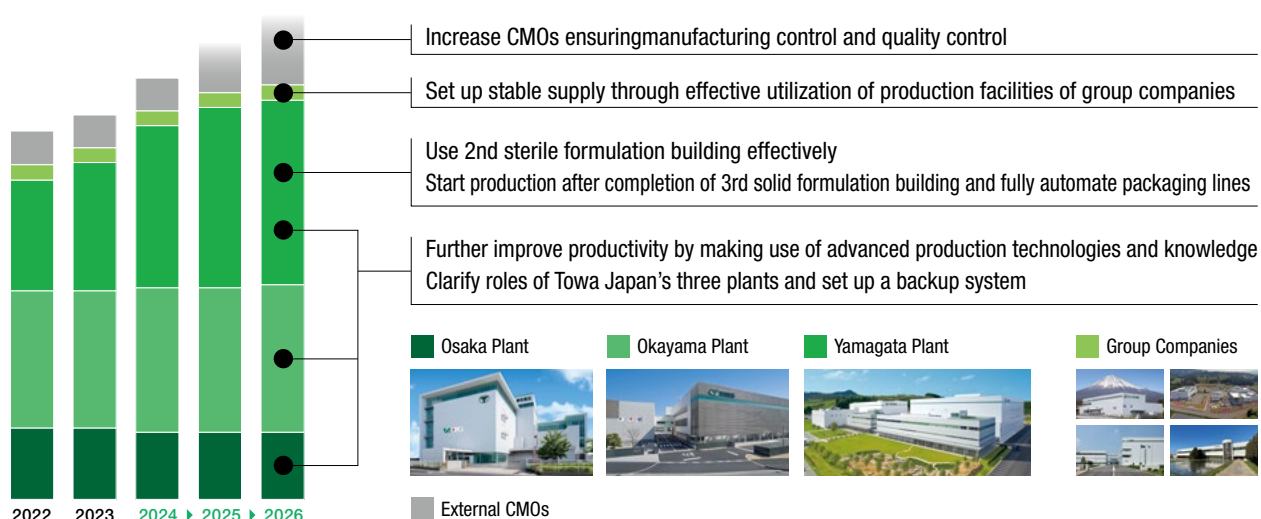 Increase CMOs ensuringmanufacturing control and quality control
Set up stable supply through effective utilization of production facilities of group companies
Use 2nd sterile formulation building effectively
Start production after completion of 3rd solid formulation building and fully automate packaging lines
Further improve productivity by making use of advanced production technologies and knowledge
Clarify roles of Towa Japan's three plants and set up a backup system
Osaka Plant
Okayama Plant
Yamagata Plant
Group Companies
External CMOs
2022 2023 2024 ▶ 2025 ▶ 2026